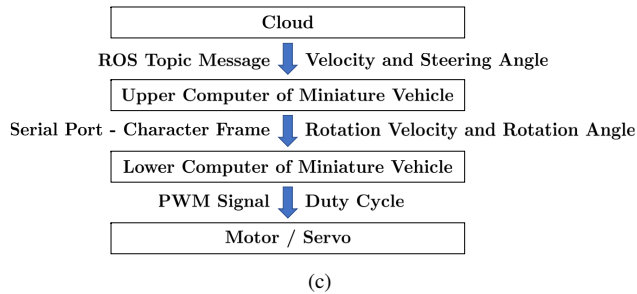 Cloud
ROS Topic Message Velocity and Steering Angle
Upper Computer of Miniature Vehicle
Serial Port - Character Frame Rotation Velocity and Rotation Angle
Lower Computer of Miniature Vehicle
PWM Signal Duty Cycle
Motor / Servo
(c)